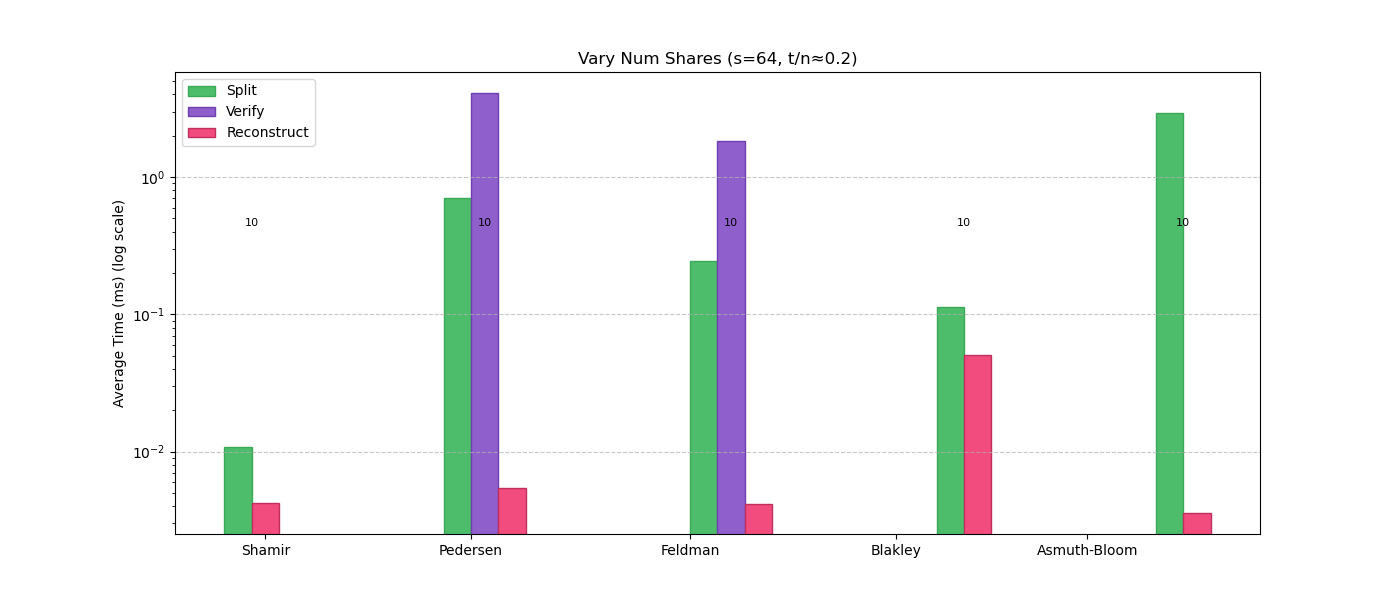 Vary Num Shares (s=64, t/n≈0.2)
Split
Verify
Reconstruct
Average Time (ms) (log scale)
10⁰
10⁻¹
10⁻²
10 10 10 10 10
Shamir Pedersen Feldman Blakley Asmuth-Bloom